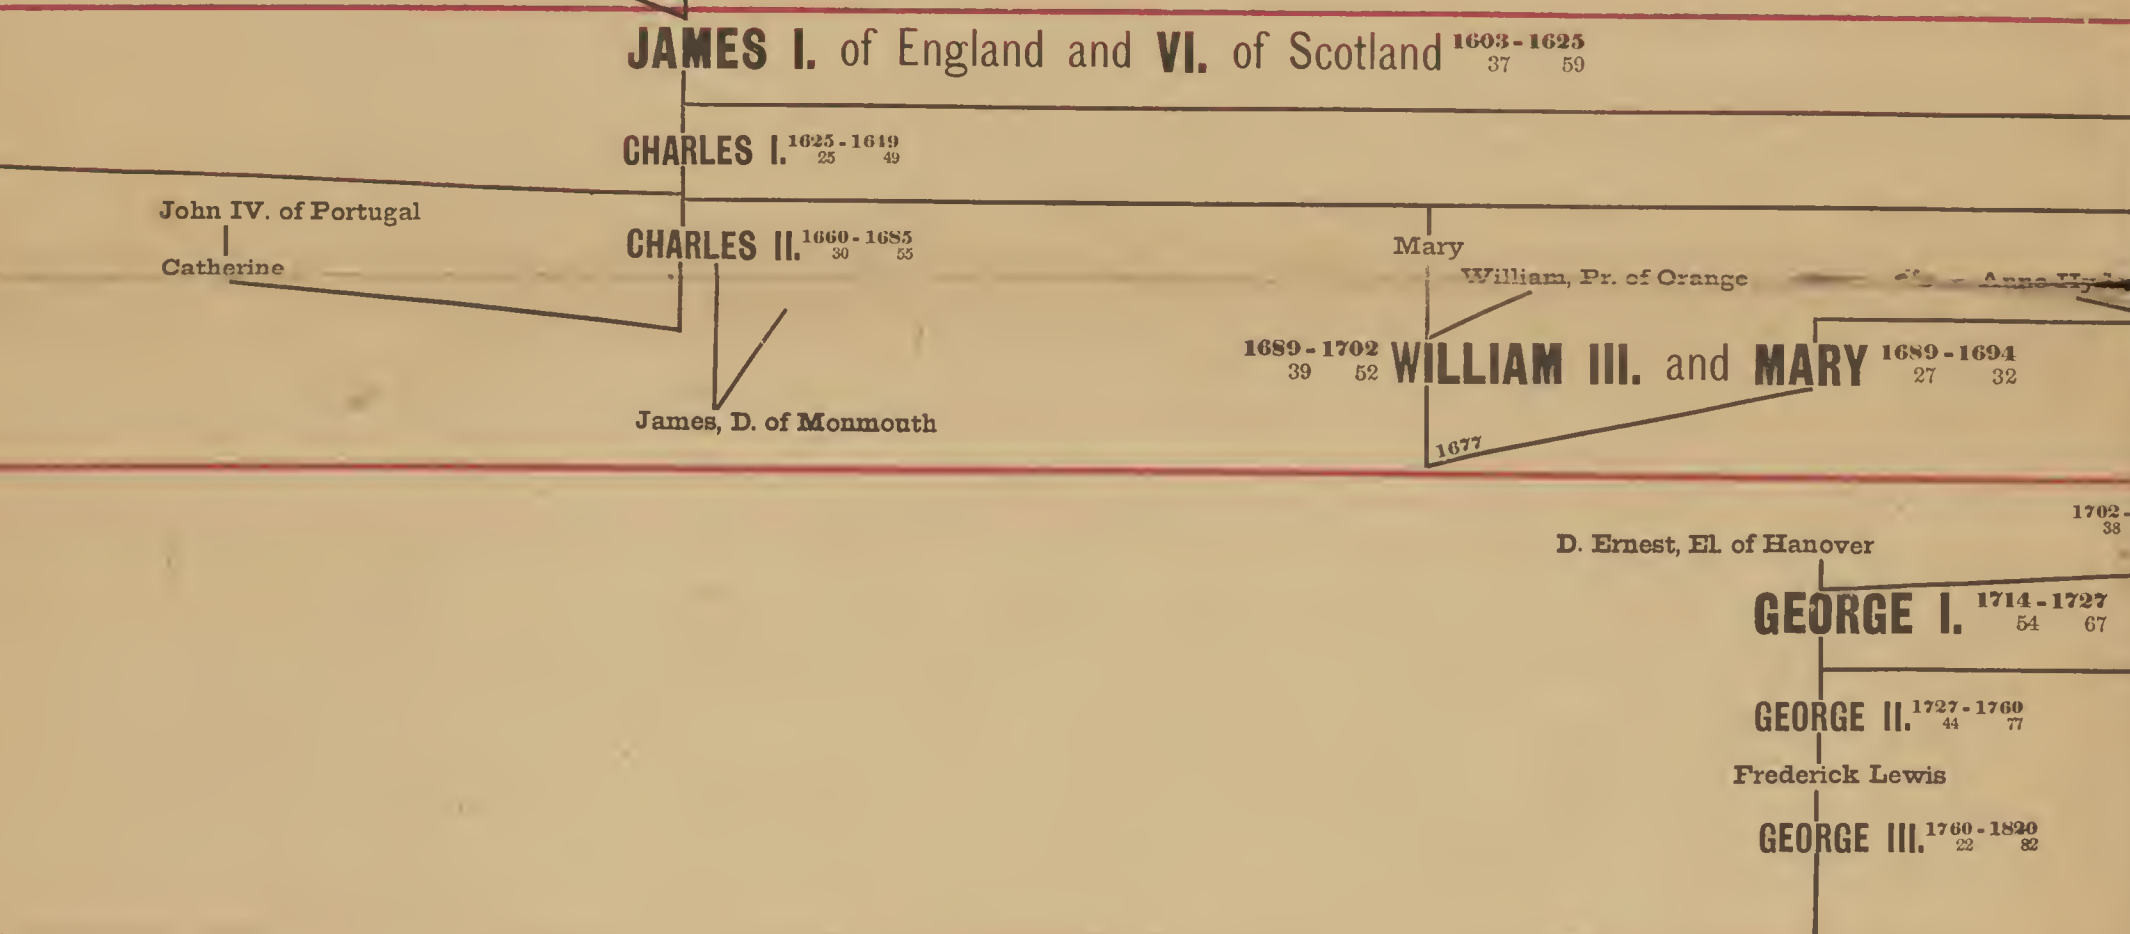 JAMES I. of England and VI. of Scotland 1603-1625
37 59
CHARLES I. 1625-1649
25 49
John IV. of Portugal
CHARLES II. 1660-1685
30 55
Mary
Catherine
William, Pr. of Orange
Anne Hyde
1689-1702 WILLIAM III. and MARY 1689-1694
39 52 27 32
James, D. of Monmouth
1677
1702-
38
D. Ernest, El. of Hanover
GEORGE I. 1714-1727
54 67
GEORGE II. 1727-1760
44 77
Frederick Lewis
GEORGE III. 1760-1820
22 82